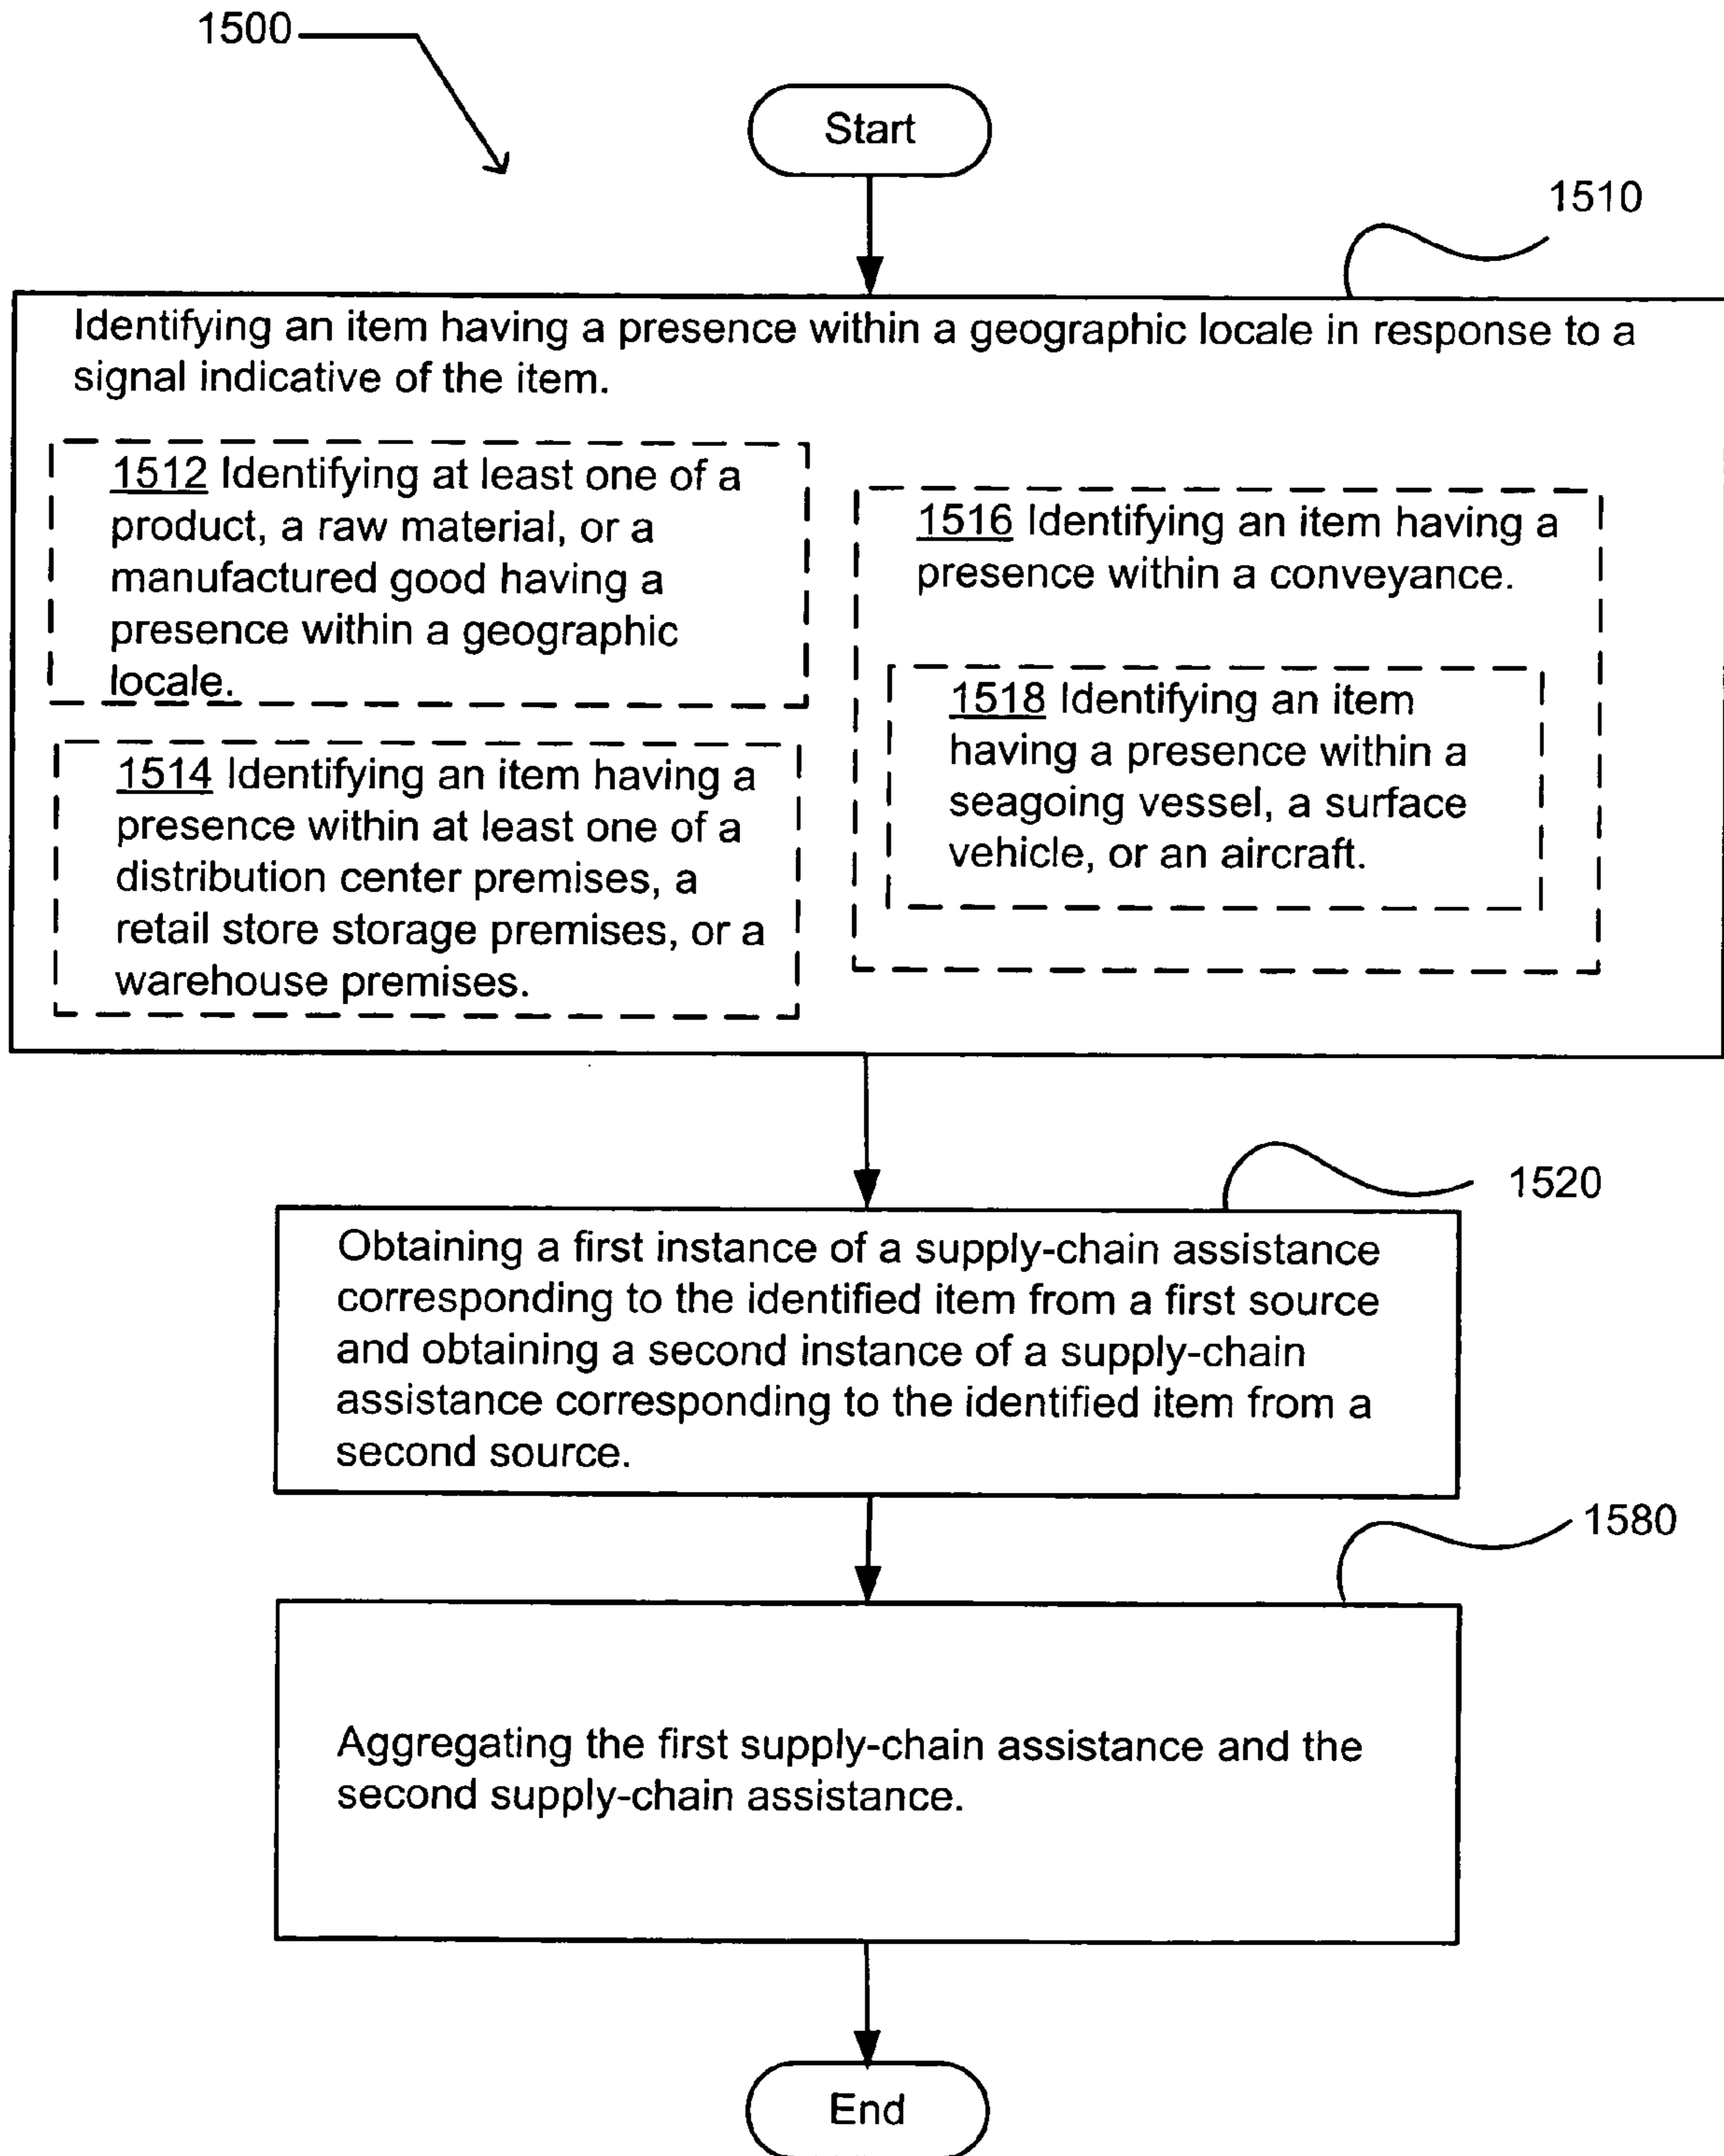 1500
Start
1510
Identifying an item having a presence within a geographic locale in response to a
signal indicative of the item.
1512 Identifying at least one of a
product, a raw material, or a
manufactured good having a
presence within a geographic
locale.
1514 Identifying an item having a
presence within at least one of a
distribution center premises, a
retail store storage premises, or a
warehouse premises.
1516 Identifying an item having a
presence within a conveyance.
1518 Identifying an item
having a presence within a
seagoing vessel, a surface
vehicle, or an aircraft.
1520
Obtaining a first instance of a supply-chain assistance
corresponding to the identified item from a first source
and obtaining a second instance of a supply-chain
assistance corresponding to the identified item from a
second source.
1580
Aggregating the first supply-chain assistance and the
second supply-chain assistance.
End